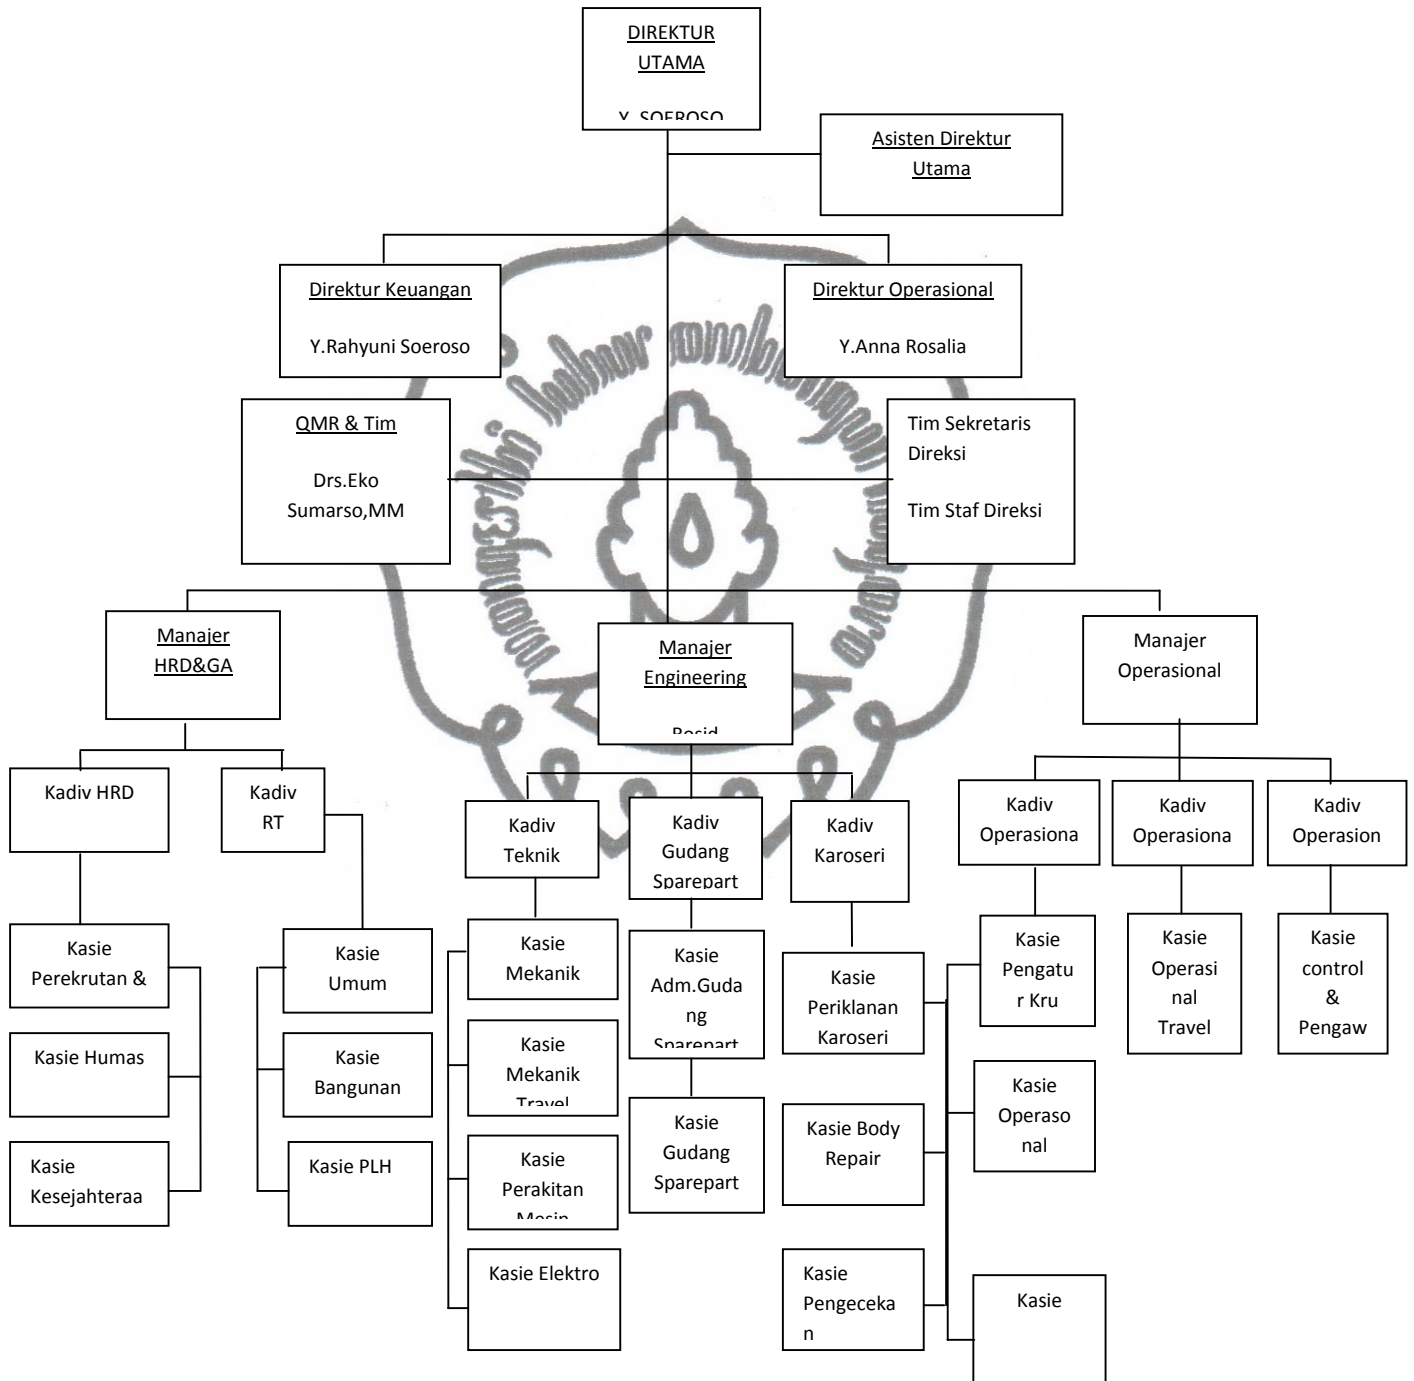 DIREKTUR
UTAMA
Y. SOEROSO
Asisten Direktur
Utama
Direktur Keuangan
Y.Rahyuni Soeroso
Direktur Operasional
Y.Anna Rosalia
QMR & Tim
Drs.Eko
Sumarso,MM
Tim Sekretaris
Direksi
Tim Staf Direksi
Manajer
HRD&GA
Manajer
Engineering
Rosid
Manajer
Operasional
Kadiv HRD
Kadiv
RT
Kadiv
Teknik
Kadiv
Gudang
Sparepart
Kadiv
Karoseri
Kadiv
Operasiona
Kadiv
Operasiona
Kadiv
Operasion
Kasie
Perekrutan &
Kasie Humas
Kasie
Kesejahteraa
Kasie
Umum
Kasie
Bangunan
Kasie PLH
Kasie
Mekanik
Kasie
Mekanik
Travel
Kasie
Perakitan
Mesin
Kasie Elektro
Kasie
Adm.Guda
ng
Sparepart
Kasie
Gudang
Sparepart
Kasie
Periklanan
Karoseri
Kasie Body
Repair
Kasie
Pengeceka
n
Kasie
Pengatu
r Kru
Kasie
Operaso
nal
Kasie
Kasie
Operasi
nal
Travel
Kasie
control
&
Pengaw